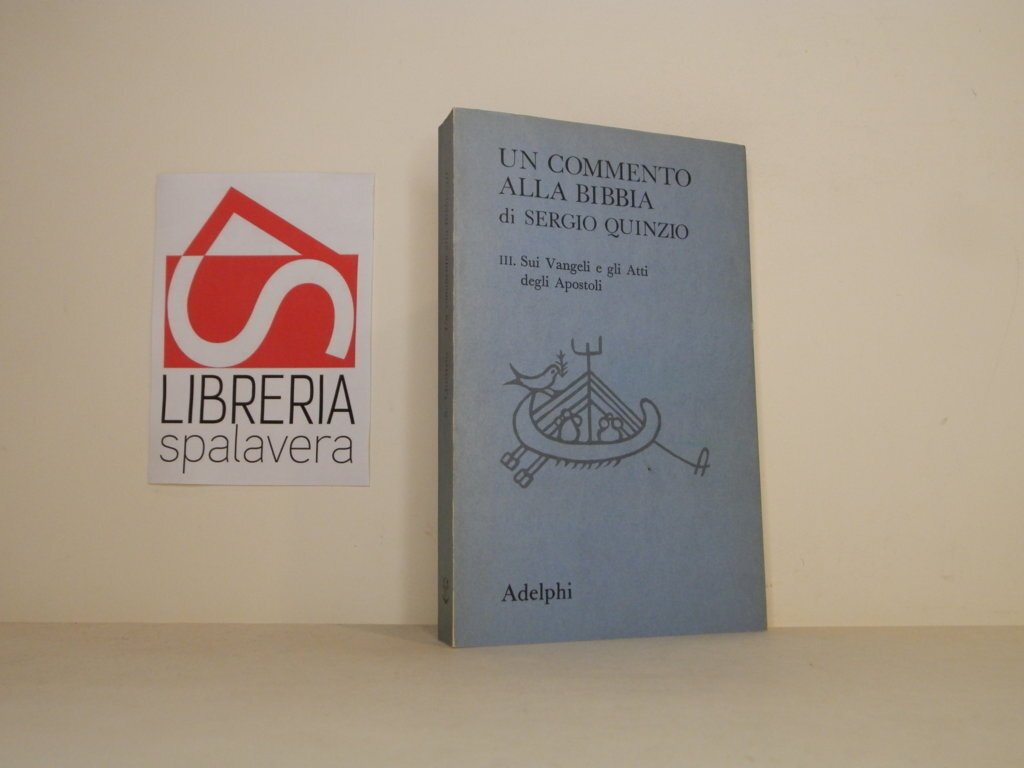 LIBRERIA
spalavera
UN COMMENTO
ALLA BIBBIA
di SERGIO QUINZIO
III. Sui Vangeli e gli Atti
degli Apostoli
Adelphi